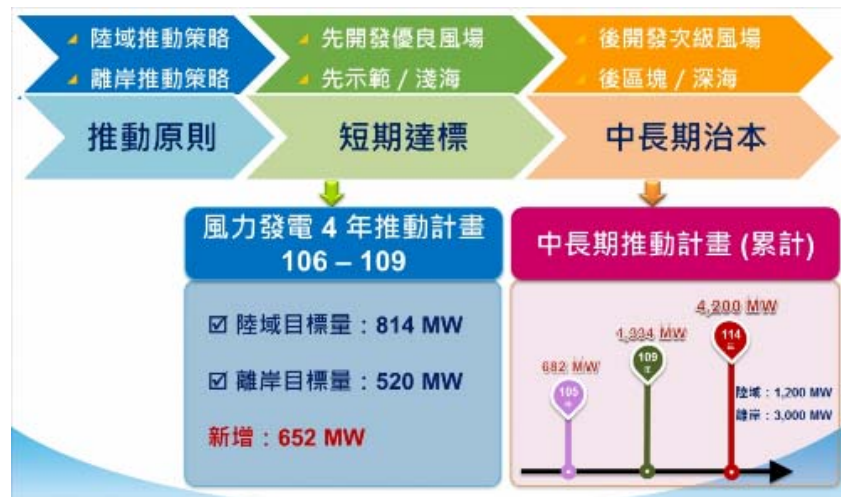 陸域推動策略
離岸推動策略
先開發優良風場
先示範 / 淺海
後開發次級風場
後區塊 / 深海
推動原則
短期達標
中長期治本
風力發電 4 年推動計畫
106 – 109
陸域目標量：814 MW
離岸目標量：520 MW
新增：652 MW
中長期推動計畫 (累計)
682 MW
105
年
1,334 MW
109
年
4,200 MW
114
年
陸域：1,200 MW
離岸：3,000 MW